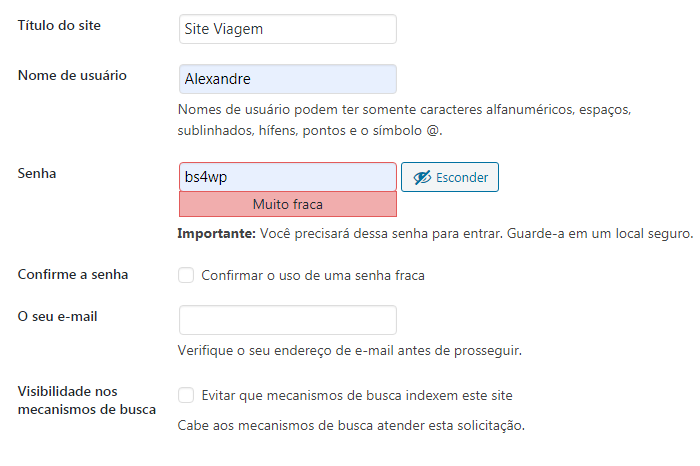 Título do site
Site Viagem
Nome de usuário
Alexandre
Nomes de usuário podem ter somente caracteres alfanuméricos, espaços,
sublinhados, hífens, pontos e o símbolo @.
Senha
bs4wp
Esconder
Muito fraca
Importante: Você precisará dessa senha para entrar. Guarde-a em um local seguro.
Confirme a senha
Confirmar o uso de uma senha fraca
O seu e-mail
Verifique o seu endereço de e-mail antes de prosseguir.
Visibilidade nos
mecanismos de busca
Evitar que mecanismos de busca indexem este site
Cabe aos mecanismos de busca atender esta solicitação.